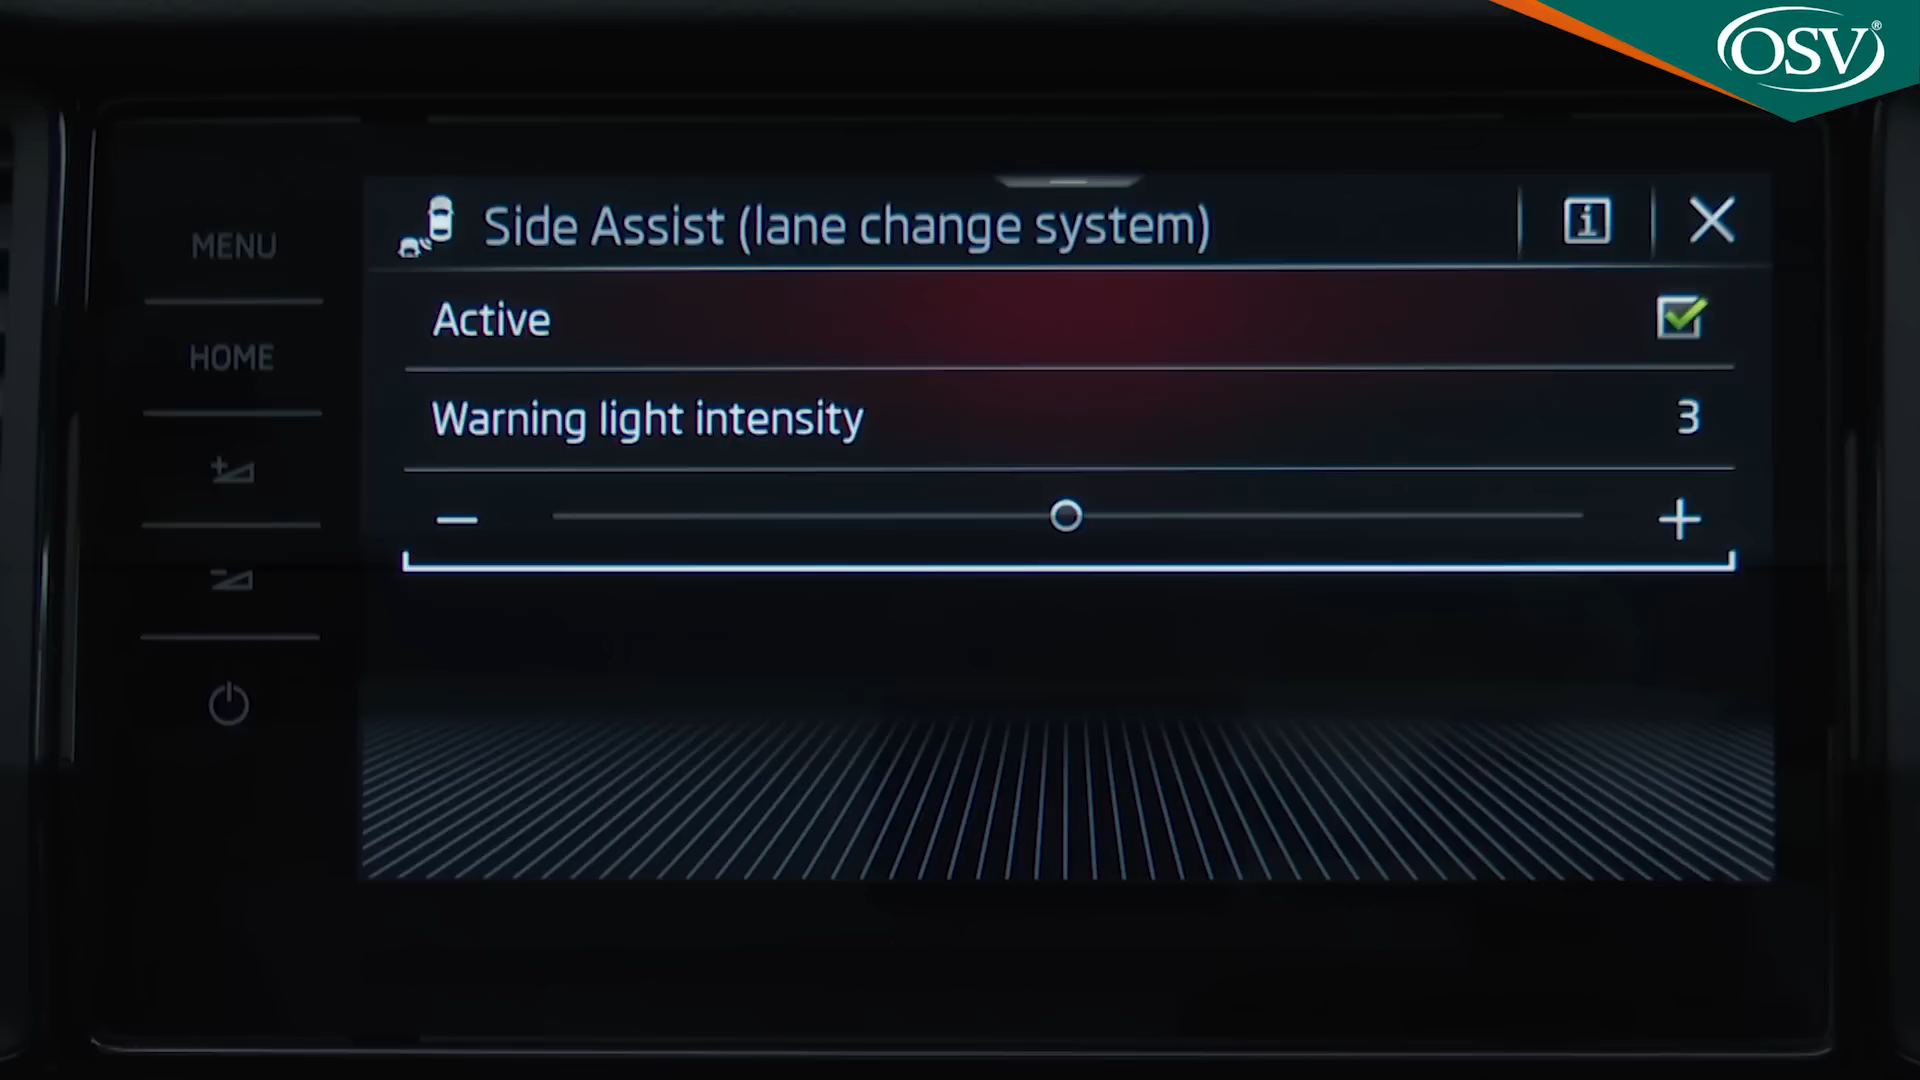 OSV®
Side Assist (lane change system)
i
MENU
Active
HOME
Warning light intensity 3